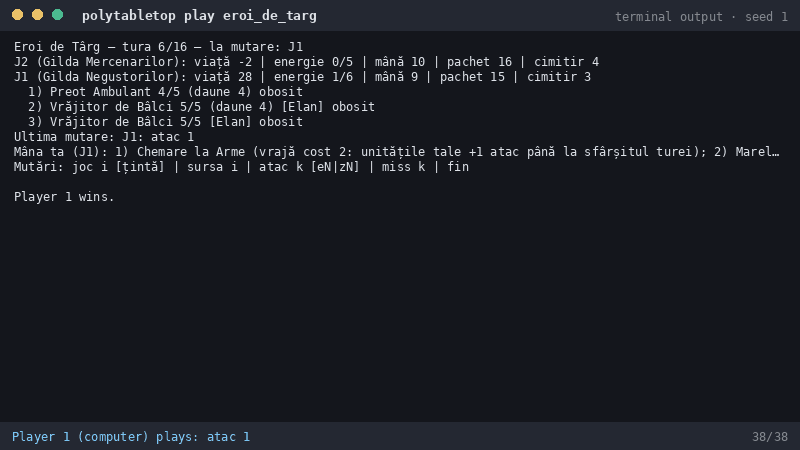 polytabletop play eroi_de_targ
terminal output · seed 1
Eroi de Târg — tura 6/16 — la mutare: J1
J2 (Gilda Mercenarilor): viață -2 | energie 0/5 | mână 10 | pachet 16 | cimitir 4
J1 (Gilda Negustorilor): viață 28 | energie 1/6 | mână 9 | pachet 15 | cimitir 3
1) Preot Ambulant 4/5 (daune 4) obosit
2) Vrăjitor de Bâlci 5/5 (daune 4) [Elan] obosit
3) Vrăjitor de Bâlci 5/5 [Elan] obosit
Ultima mutare: J1: atac 1
Mâna ta (J1): 1) Chemare la Arme (vrajă cost 2: unitățile tale +1 atac până la sfârșitul turei); 2) Marel…
Mutări: joc i [țintă] | sursa i | atac k [eN|zN] | miss k | fin
Player 1 wins.
Player 1 (computer) plays: atac 1
38/38